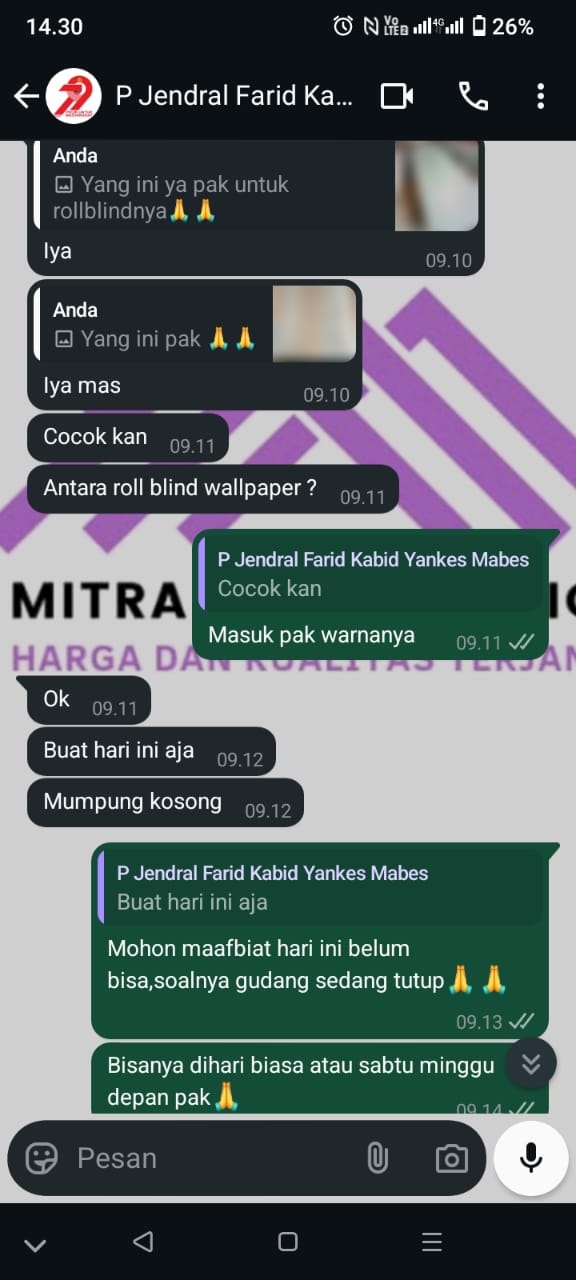 14.30
Vo
LTE2
4G
26%
P Jendral Farid Ka...
Anda
Yang ini ya pak untuk
rollblindnya🙏 🙏
Iya
09.10
Anda
Yang ini pak 🙏 🙏
Iya mas
09.10
Cocok kan
09.11
Antara roll blind wallpaper ?
09.11
MITRA
HARGA DAN KUALITAS TERJAN
P Jendral Farid Kabid Yankes Mabes
Cocok kan
Masuk pak warnanya
09.11
Ok
09.11
Buat hari ini aja
09.12
Mumpung kosong
09.12
P Jendral Farid Kabid Yankes Mabes
Buat hari ini aja
Mohon maafbiat hari ini belum
bisa,soalnya gudang sedang tutup🙏 🙏
09.13
Bisanya dihari biasa atau sabtu minggu
depan pak🙏
09.14
Pesan